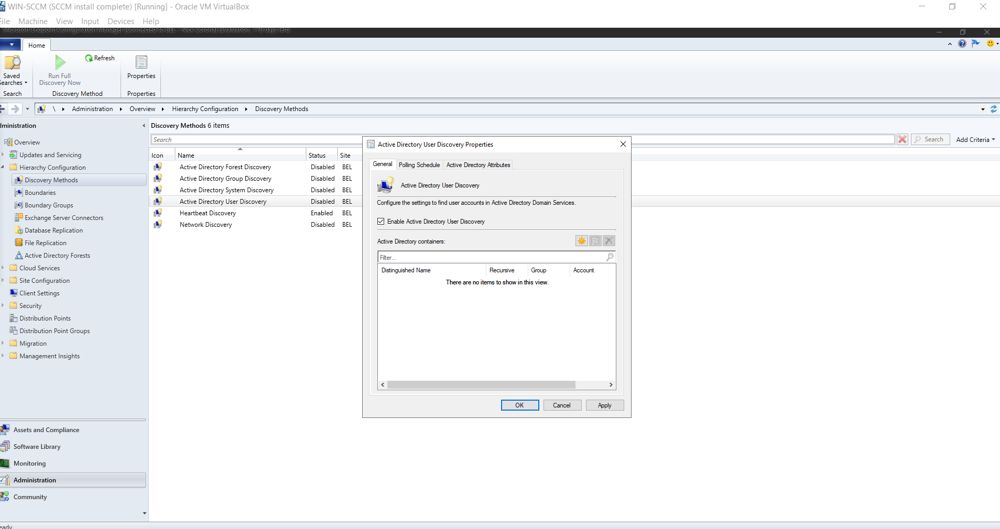 WIN-SCCM (SCCM install complete) [Running] - Oracle VM VirtualBox
File Machine View Input Devices Help
Microsoft Endpoint Configuration Manager (Connected to BEL - Nick Corona) (Evaluation, 178 days left)
Home
Saved Searches
Run Full Discovery Now
Refresh
Properties
Search
Discovery Method
Properties
\ Administration Overview Hierarchy Configuration Discovery Methods
dministration
Overview
Updates and Servicing
Hierarchy Configuration
Discovery Methods
Boundaries
Boundary Groups
Exchange Server Connectors
Database Replication
File Replication
Active Directory Forests
Cloud Services
Site Configuration
Client Settings
Security
Distribution Points
Distribution Point Groups
Migration
Management Insights
Assets and Compliance
Software Library
Monitoring
Administration
Community
eady
Discovery Methods 6 items
Search
Search
Add Criteria
Icon Name Status Site
Active Directory Forest Discovery Disabled BEL
Active Directory Group Discovery Disabled BEL
Active Directory System Discovery Disabled BEL
Active Directory User Discovery Disabled BEL
Heartbeat Discovery Enabled BEL
Network Discovery Disabled BEL
Active Directory User Discovery Properties
General Polling Schedule Active Directory Attributes
Active Directory User Discovery
Configure the settings to find user accounts in Active Directory Domain Services.
Enable Active Directory User Discovery
Active Directory containers:
Filter...
Distinguished Name Recursive Group Account
There are no items to show in this view.
OK Cancel Apply